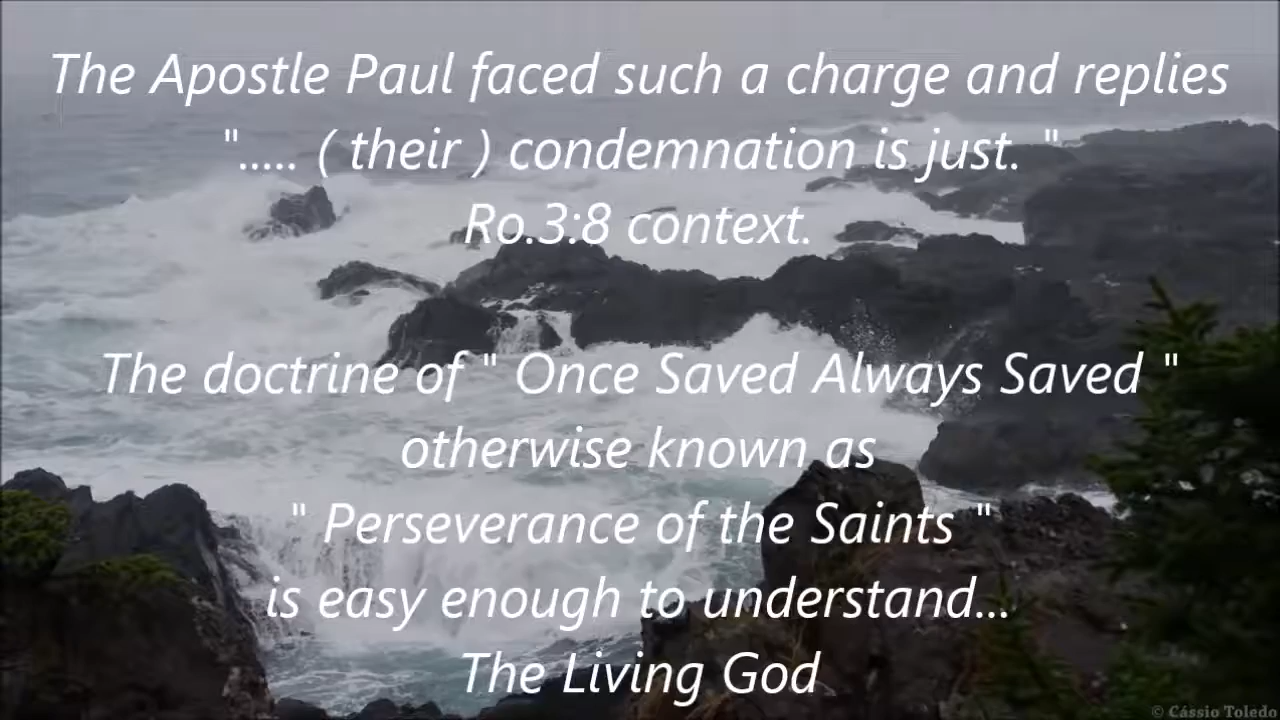 The Apostle Paul faced such a charge and replies
"..... ( their ) condemnation is just. "
Ro.3:8 context.
The doctrine of " Once Saved Always Saved "
otherwise known as
" Perseverance of the Saints "
is easy enough to understand...
The Living God
© Cássio Toledo